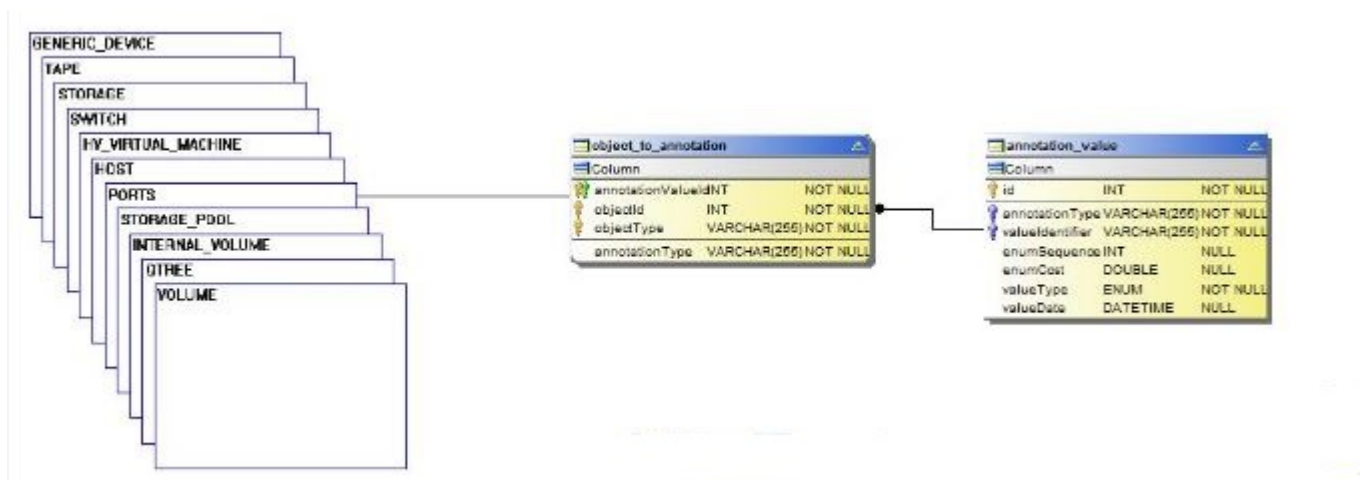 GENERIC_DEVICE
TAPE
STORAGE
SWITCH
HV_VIRTUAL_MACHINE
HOST
PORTS
STORAGE_POOL
INTERNAL_VOLUME
QTREE
VOLUME
object_to_annotation
Column
annotationValueId INT NOT NULL
objectId INT NOT NULL
objectType VARCHAR(255) NOT NULL
annotationType VARCHAR(255) NOT NULL
annotation_value
Column
id INT NOT NULL
annotationType VARCHAR(255) NOT NULL
valueIdentifier VARCHAR(255) NOT NULL
enumSequence INT NULL
enumCost DOUBLE NULL
valueType ENUM NOT NULL
valueDate DATETIME NULL